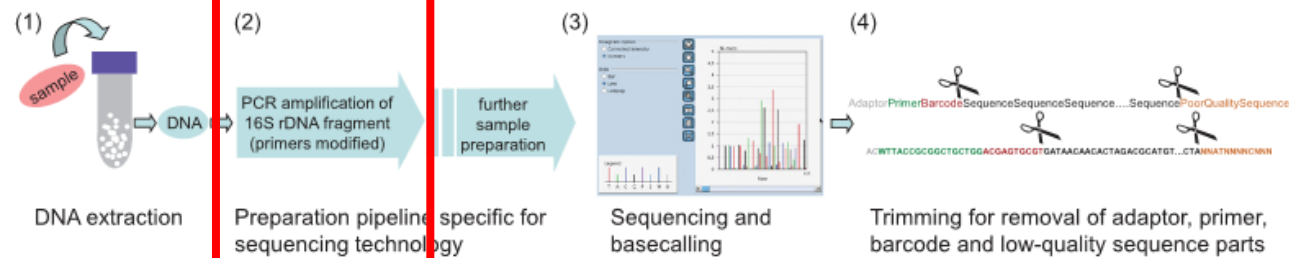 (1)
sample
DNA
DNA extraction
(2)
PCR amplification of
16S rDNA fragment
(primers modified)
further
sample
preparation
Preparation pipeline specific for
sequencing technology
(3)
Legend
T A C G
Sequencing and
basecalling
(4)
AdaptorPrimerBarcodeSequenceSequenceSequence....SequencePoorQualitySequence
ACWTTACCGCGGCTGCTGGACGAGTGCGTGATAACAACACTAGACGCATGT...CTANNATNNNNCNNN
Trimming for removal of adaptor, primer,
barcode and low-quality sequence parts